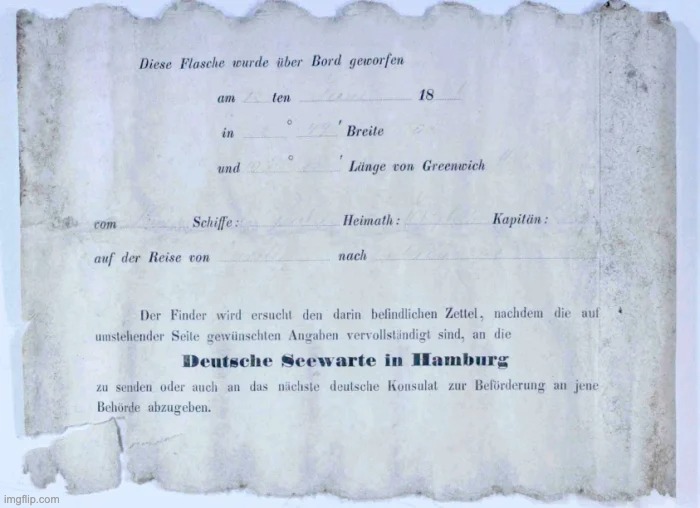 Diese Flasche wurde über Bord geworfen
am ten 18
in ° ' Breite
und ° ' Länge von Greenwich
vom Schiffe: Heimath: Kapitän:
auf der Reise von nach
Der Finder wird ersucht den darin befindlichen Zettel, nachdem die auf
umstehender Seite gewünschten Angaben vervollständigt sind, an die
Deutsche Seewarte in Hamburg
zu senden oder auch an das nächste deutsche Konsulat zur Beförderung an jene
Behörde abzugeben.
imgflip.com